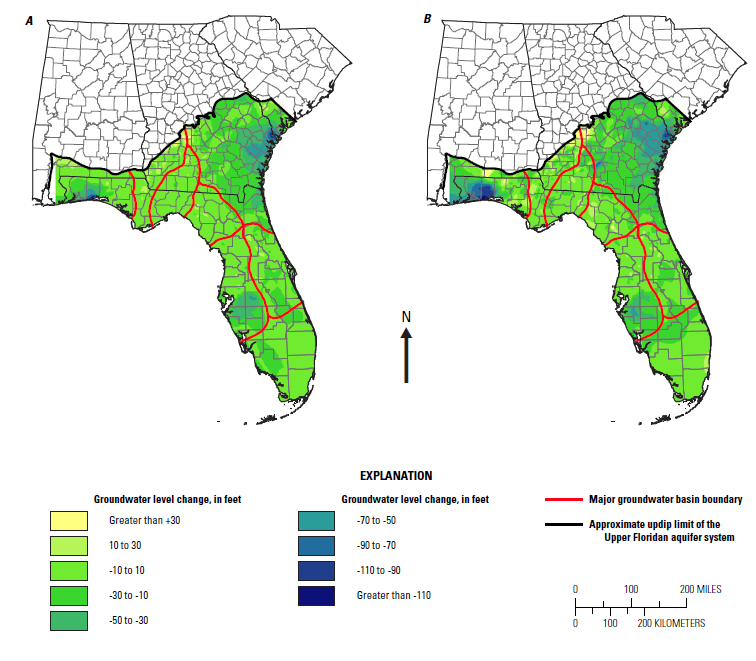 A
B
N
EXPLANATION
Groundwater level change, in feet
Greater than +30
10 to 30
-10 to 10
-30 to -10
-50 to -30
Groundwater level change, in feet
-70 to -50
-90 to -70
-110 to -90
Greater than -110
Major groundwater basin boundary
Approximate updip limit of the
Upper Floridan aquifer system
0 100 200 MILES
0 100 200 KILOMETERS